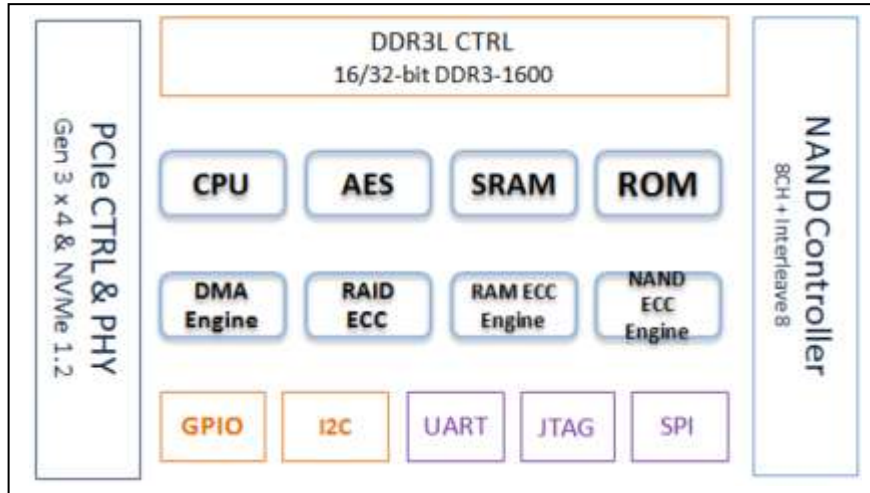 DDR3L CTRL
16/32-bit DDR3-1600
PCIe CTRL & PHY
Gen 3 x 4 & NVMe 1.2
CPU
AES
SRAM
ROM
DMA
Engine
RAID
ECC
RAM ECC
Engine
NAND
ECC
Engine
GPIO
I2C
UART
JTAG
SPI
NAND Controller
8CH + Interleave 8